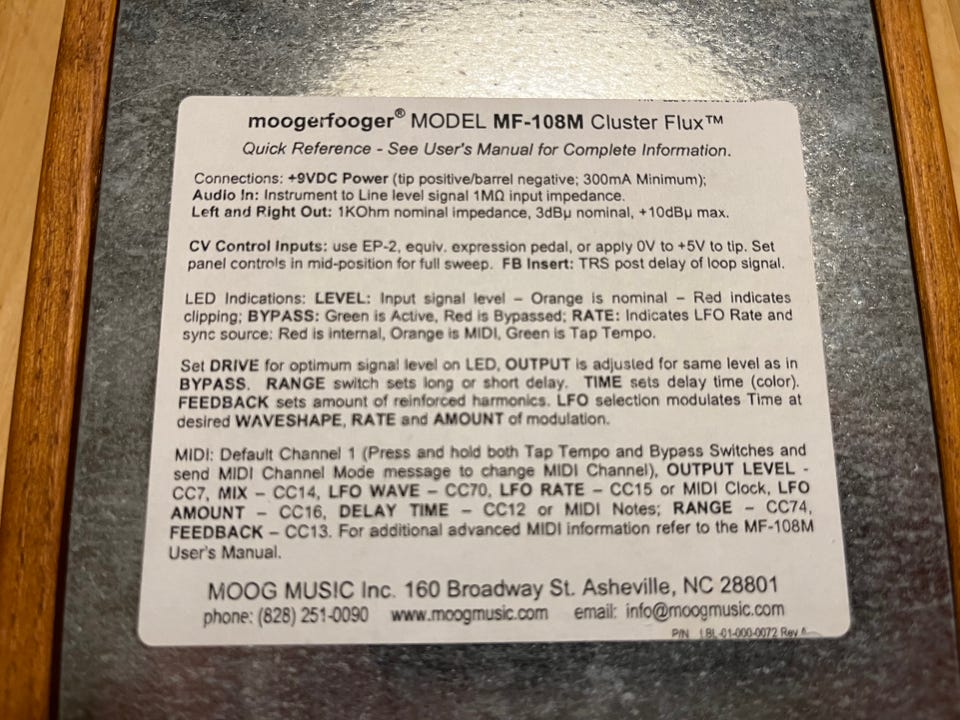 moogerfooger® MODEL MF-108M Cluster Flux™
Quick Reference - See User's Manual for Complete Information.
Connections: +9VDC Power (tip positive/barrel negative; 300mA Minimum);
Audio In: Instrument to Line level signal 1MΩ input impedance.
Left and Right Out: 1KOhm nominal impedance, 3dBµ nominal, +10dBµ max.
CV Control Inputs: use EP-2, equiv. expression pedal, or apply 0V to +5V to tip. Set
panel controls in mid-position for full sweep. FB Insert: TRS post delay of loop signal.
LED Indications: LEVEL: Input signal level – Orange is nominal – Red indicates
clipping; BYPASS: Green is Active, Red is Bypassed; RATE: Indicates LFO Rate and
sync source: Red is internal, Orange is MIDI, Green is Tap Tempo.
Set DRIVE for optimum signal level on LED, OUTPUT is adjusted for same level as in
BYPASS. RANGE switch sets long or short delay. TIME sets delay time (color).
FEEDBACK sets amount of reinforced harmonics. LFO selection modulates Time at
desired WAVESHAPE, RATE and AMOUNT of modulation.
MIDI: Default Channel 1 (Press and hold both Tap Tempo and Bypass Switches and
send MIDI Channel Mode message to change MIDI Channel), OUTPUT LEVEL -
CC7, MIX – CC14, LFO WAVE – CC70, LFO RATE – CC15 or MIDI Clock, LFO
AMOUNT – CC16, DELAY TIME – CC12 or MIDI Notes; RANGE – CC74,
FEEDBACK – CC13. For additional advanced MIDI information refer to the MF-108M
User's Manual.
MOOG MUSIC Inc. 160 Broadway St. Asheville, NC 28801
phone: (828) 251-0090 www.moogmusic.com email: info@moogmusic.com
P/N LBL-01-000-0072 Rev A